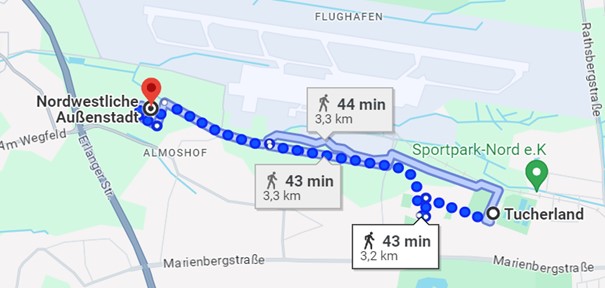 FLUGHAFEN
Rathsbergstraße
Nordwestliche
Außenstadt
44 min
3,3 km
Am Wegfeld
Erlanger Str.
ALMOSHOF
Sportpark-Nord e.K
43 min
3,3 km
Tucherland
43 min
3,2 km
Marienbergstraße
Marienbergstraße